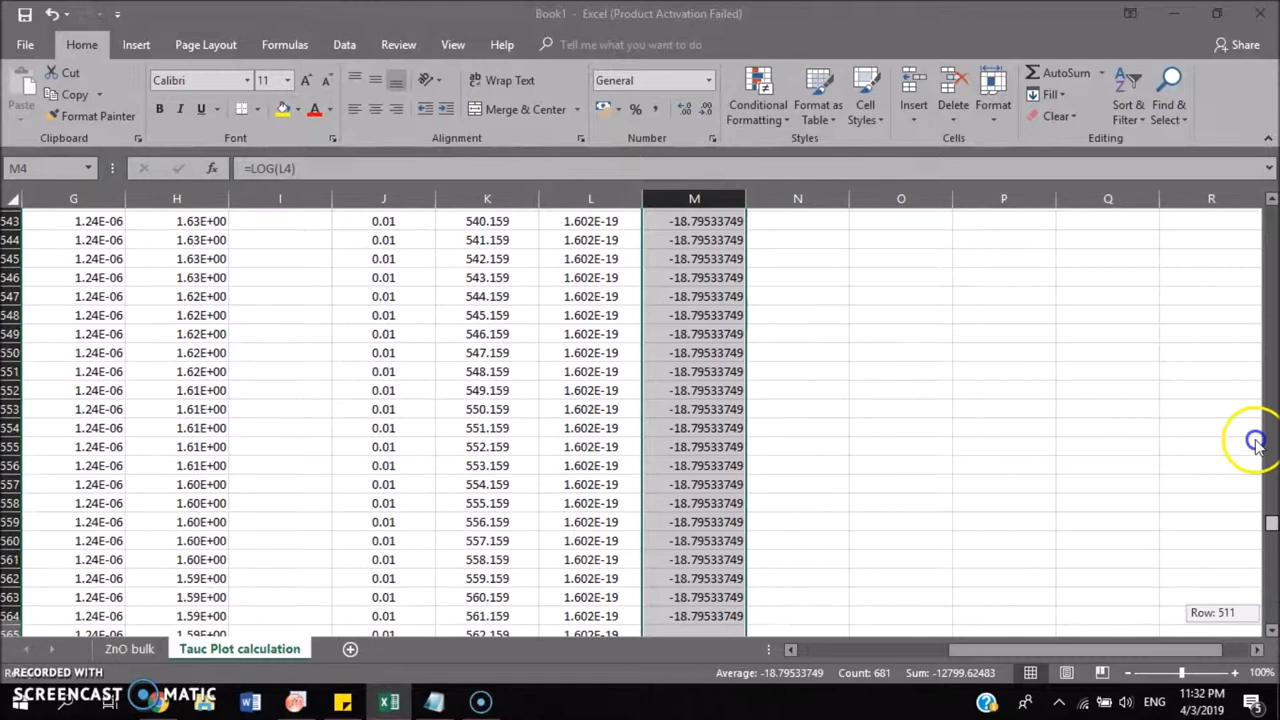 Book1 - Excel (Product Activation Failed)
File Home Insert Page Layout Formulas Data Review View Help Tell me what you want to do Share
Paste Cut Copy Format Painter Clipboard
Calibri 11 B I U A Font
Wrap Text Merge & Center Alignment
General % , Number
Conditional Formatting Format as Table Cell Styles Styles
Insert Delete Format Cells
AutoSum Fill Clear Sort & Filter Find & Select Editing
M4 fx =LOG(L4)
G H I J K L M N O P Q R
543 1.24E-06 1.63E+00 0.01 540.159 1.602E-19 -18.79533749
544 1.24E-06 1.63E+00 0.01 541.159 1.602E-19 -18.79533749
545 1.24E-06 1.63E+00 0.01 542.159 1.602E-19 -18.79533749
546 1.24E-06 1.63E+00 0.01 543.159 1.602E-19 -18.79533749
547 1.24E-06 1.62E+00 0.01 544.159 1.602E-19 -18.79533749
548 1.24E-06 1.62E+00 0.01 545.159 1.602E-19 -18.79533749
549 1.24E-06 1.62E+00 0.01 546.159 1.602E-19 -18.79533749
550 1.24E-06 1.62E+00 0.01 547.159 1.602E-19 -18.79533749
551 1.24E-06 1.62E+00 0.01 548.159 1.602E-19 -18.79533749
552 1.24E-06 1.61E+00 0.01 549.159 1.602E-19 -18.79533749
553 1.24E-06 1.61E+00 0.01 550.159 1.602E-19 -18.79533749
554 1.24E-06 1.61E+00 0.01 551.159 1.602E-19 -18.79533749
555 1.24E-06 1.61E+00 0.01 552.159 1.602E-19 -18.79533749
556 1.24E-06 1.61E+00 0.01 553.159 1.602E-19 -18.79533749
557 1.24E-06 1.60E+00 0.01 554.159 1.602E-19 -18.79533749
558 1.24E-06 1.60E+00 0.01 555.159 1.602E-19 -18.79533749
559 1.24E-06 1.60E+00 0.01 556.159 1.602E-19 -18.79533749
560 1.24E-06 1.60E+00 0.01 557.159 1.602E-19 -18.79533749
561 1.24E-06 1.60E+00 0.01 558.159 1.602E-19 -18.79533749
562 1.24E-06 1.59E+00 0.01 559.159 1.602E-19 -18.79533749
563 1.24E-06 1.59E+00 0.01 560.159 1.602E-19 -18.79533749
564 1.24E-06 1.59E+00 0.01 561.159 1.602E-19 -18.79533749
565 1.24E-06 1.59E+00 0.01 562.159 1.602E-19
Row: 511
ZnO bulk Tauc Plot calculation
Average: -18.79533749 Count: 681 Sum: -12799.62483 100%
RECORDED WITH
SCREENCAST MATIC
ENG 11:32 PM
4/3/2019 5